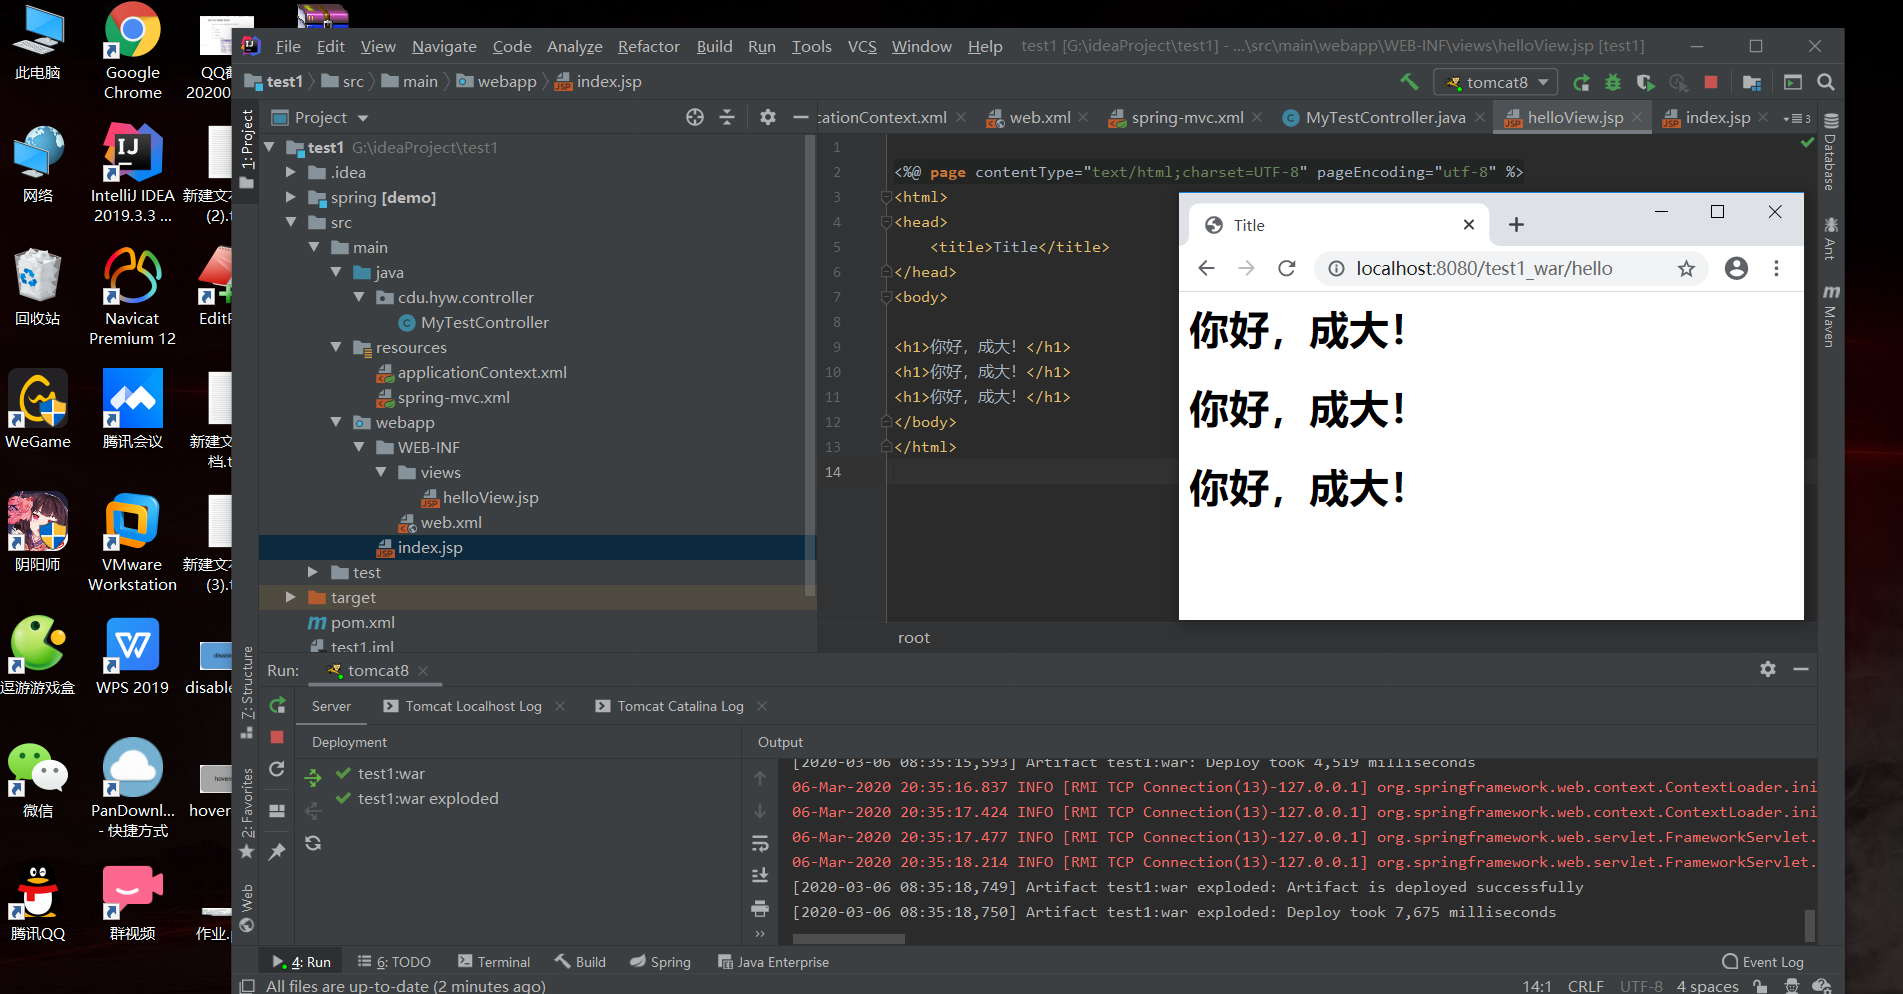 此电脑
Google Chrome
QQ截
20200
网络
IntelliJ IDEA 2019.3.3 ...
新建文本
(2).t
回收站
Navicat Premium 12
EditP
WeGame
腾讯会议
新建文
档.t
阴阳师
VMware Workstation
新建文本
(3).t
逗游游戏盒
WPS 2019
disable
微信
PanDownl... - 快捷方式
hover
腾讯QQ
群视频
作业.
File Edit View Navigate Code Analyze Refactor Build Run Tools VCS Window Help test1 [G:\ideaProject\test1] - ...\src\main\webapp\WEB-INF\views\helloView.jsp [test1]
test1 src main webapp index.jsp
tomcat8
1: Project
Project
cationContext.xml web.xml spring-mvc.xml MyTestController.java helloView.jsp index.jsp 3
test1 G:\ideaProject\test1
.idea
spring [demo]
src
main
java
cdu.hyw.controller
MyTestController
resources
applicationContext.xml
spring-mvc.xml
webapp
WEB-INF
views
helloView.jsp
web.xml
index.jsp
test
target
pom.xml
test1.iml
1
2 <%@ page contentType="text/html;charset=UTF-8" pageEncoding="utf-8" %>
3 <html>
4 <head>
5 <title>Title</title>
6 </head>
7 <body>
8
9 <h1>你好，成大！</h1>
10 <h1>你好，成大！</h1>
11 <h1>你好，成大！</h1>
12 </body>
13 </html>
14
root
Title
localhost:8080/test1_war/hello
你好，成大！
你好，成大！
你好，成大！
Database
Ant
Maven
7: Structure
2: Favorites
Web
Run: tomcat8
Server Tomcat Localhost Log Tomcat Catalina Log
Deployment
test1:war
test1:war exploded
Output
[2020-03-06 08:35:15,593] Artifact test1:war: Deploy took 4,519 milliseconds
06-Mar-2020 20:35:16.837 INFO [RMI TCP Connection(13)-127.0.0.1] org.springframework.web.context.ContextLoader.ini
06-Mar-2020 20:35:17.424 INFO [RMI TCP Connection(13)-127.0.0.1] org.springframework.web.context.ContextLoader.ini
06-Mar-2020 20:35:17.477 INFO [RMI TCP Connection(13)-127.0.0.1] org.springframework.web.servlet.FrameworkServlet.
06-Mar-2020 20:35:18.214 INFO [RMI TCP Connection(13)-127.0.0.1] org.springframework.web.servlet.FrameworkServlet.
[2020-03-06 08:35:18,749] Artifact test1:war exploded: Artifact is deployed successfully
[2020-03-06 08:35:18,750] Artifact test1:war exploded: Deploy took 7,675 milliseconds
4: Run 6: TODO Terminal Build Spring Java Enterprise Event Log
All files are up-to-date (2 minutes ago) 14:1 CRLF UTF-8 4 spaces